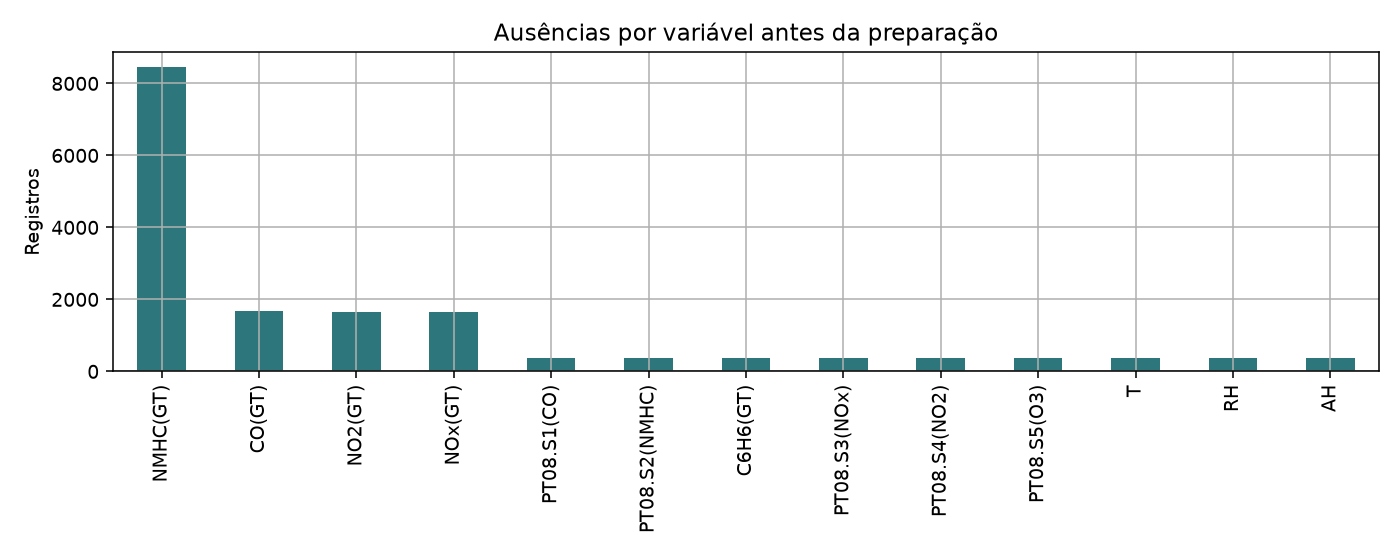 Ausências por variável antes da preparação
Registros
8000
6000
4000
2000
0
NMHC(GT)
CO(GT)
NO2(GT)
NOx(GT)
PT08.S1(CO)
PT08.S2(NMHC)
C6H6(GT)
PT08.S3(NOx)
PT08.S4(NO2)
PT08.S5(O3)
T
RH
AH